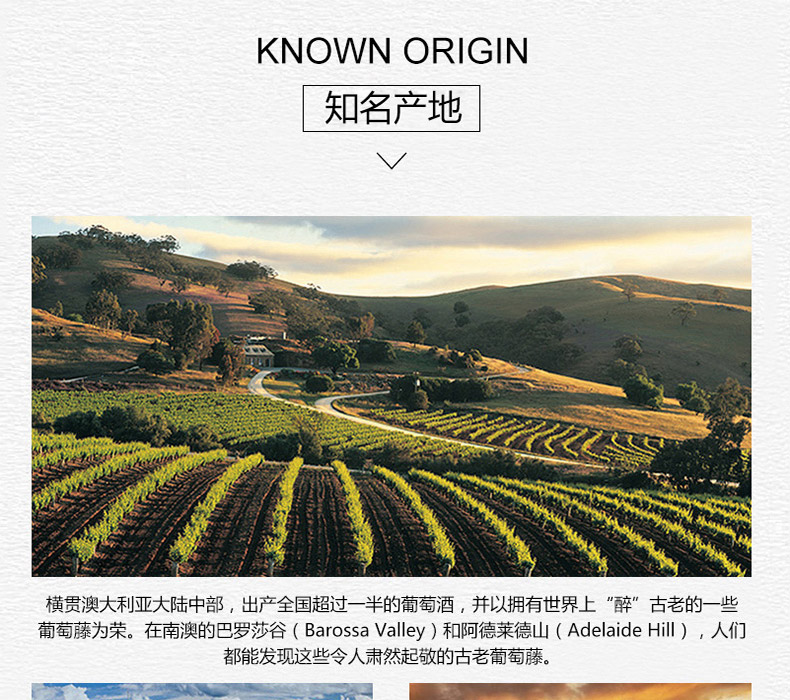 KNOWN ORIGIN
知名产地
横贯澳大利亚大陆中部，出产全国超过一半的葡萄酒，并以拥有世界上“醉”古老的一些
葡萄藤为荣。在南澳的巴罗莎谷（Barossa Valley）和阿德莱德山（Adelaide Hill），人们
都能发现这些令人肃然起敬的古老葡萄藤。